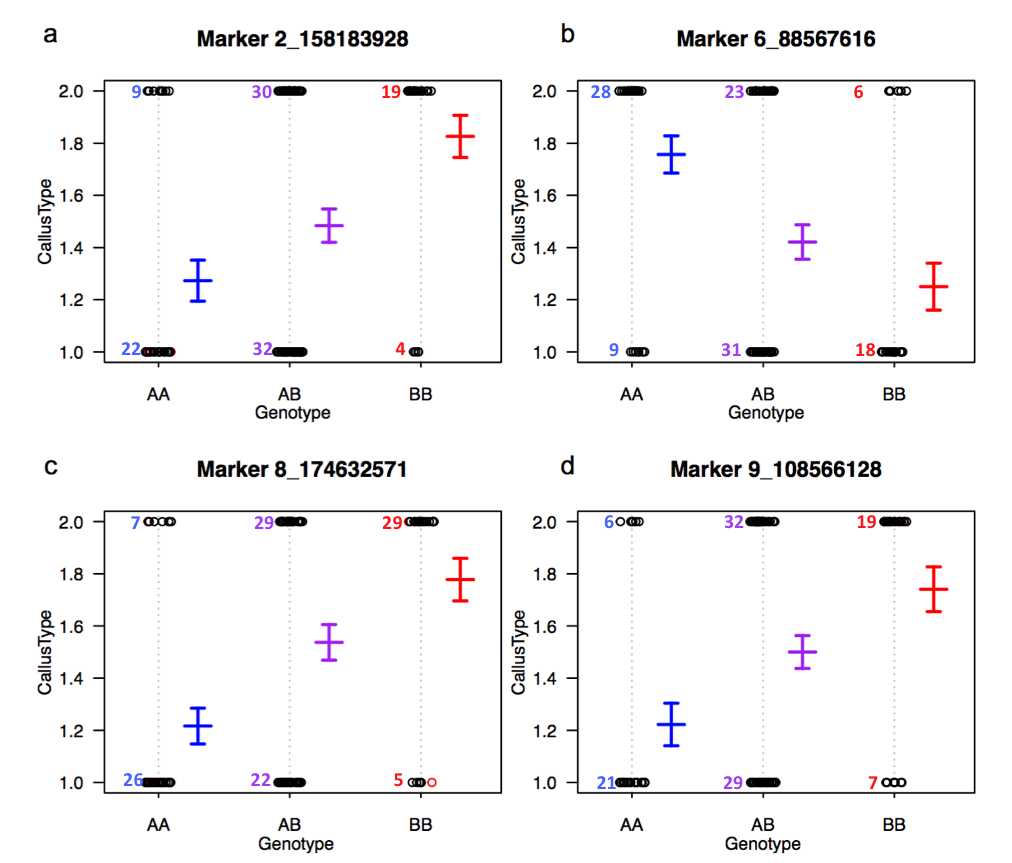 a
Marker 2_158183928
CallusType
2.0
1.8
1.6
1.4
1.2
1.0
9
30
19
22
32
4
AA
AB
BB
Genotype
b
Marker 6_88567616
CallusType
2.0
1.8
1.6
1.4
1.2
1.0
28
23
6
9
31
18
AA
AB
BB
Genotype
c
Marker 8_174632571
CallusType
2.0
1.8
1.6
1.4
1.2
1.0
7
29
29
26
22
5
AA
AB
BB
Genotype
d
Marker 9_108566128
CallusType
2.0
1.8
1.6
1.4
1.2
1.0
6
32
19
21
29
7
AA
AB
BB
Genotype